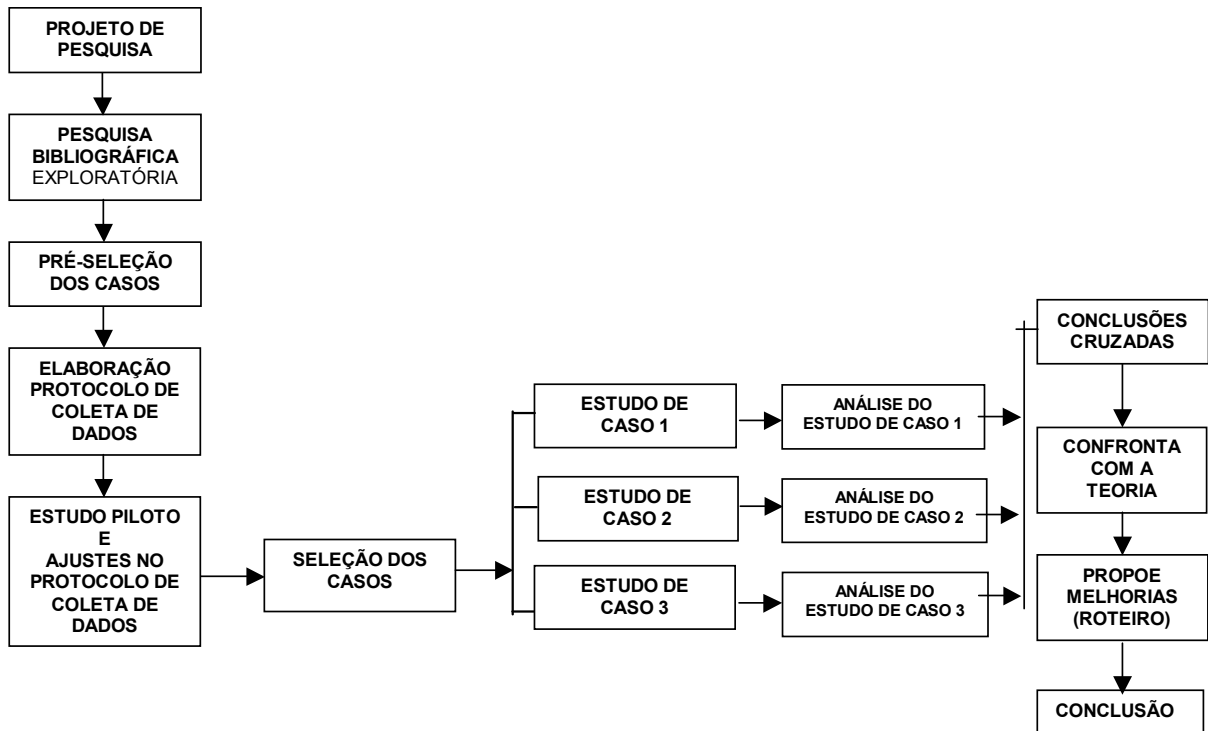 PROJETO DE
PESQUISA
PESQUISA
BIBLIOGRÁFICA
EXPLORATÓRIA
PRÉ-SELEÇÃO
DOS CASOS
ELABORAÇÃO
PROTOCOLO DE
COLETA DE
DADOS
ESTUDO PILOTO
E
AJUSTES NO
PROTOCOLO DE
COLETA DE
DADOS
SELEÇÃO DOS
CASOS
ESTUDO DE
CASO 1
ANÁLISE DO
ESTUDO DE CASO 1
ESTUDO DE
CASO 2
ANÁLISE DO
ESTUDO DE CASO 2
ESTUDO DE
CASO 3
ANÁLISE DO
ESTUDO DE CASO 3
CONCLUSÕES
CRUZADAS
CONFRONTA
COM A
TEORIA
PROPOE
MELHORIAS
(ROTEIRO)
CONCLUSÃO